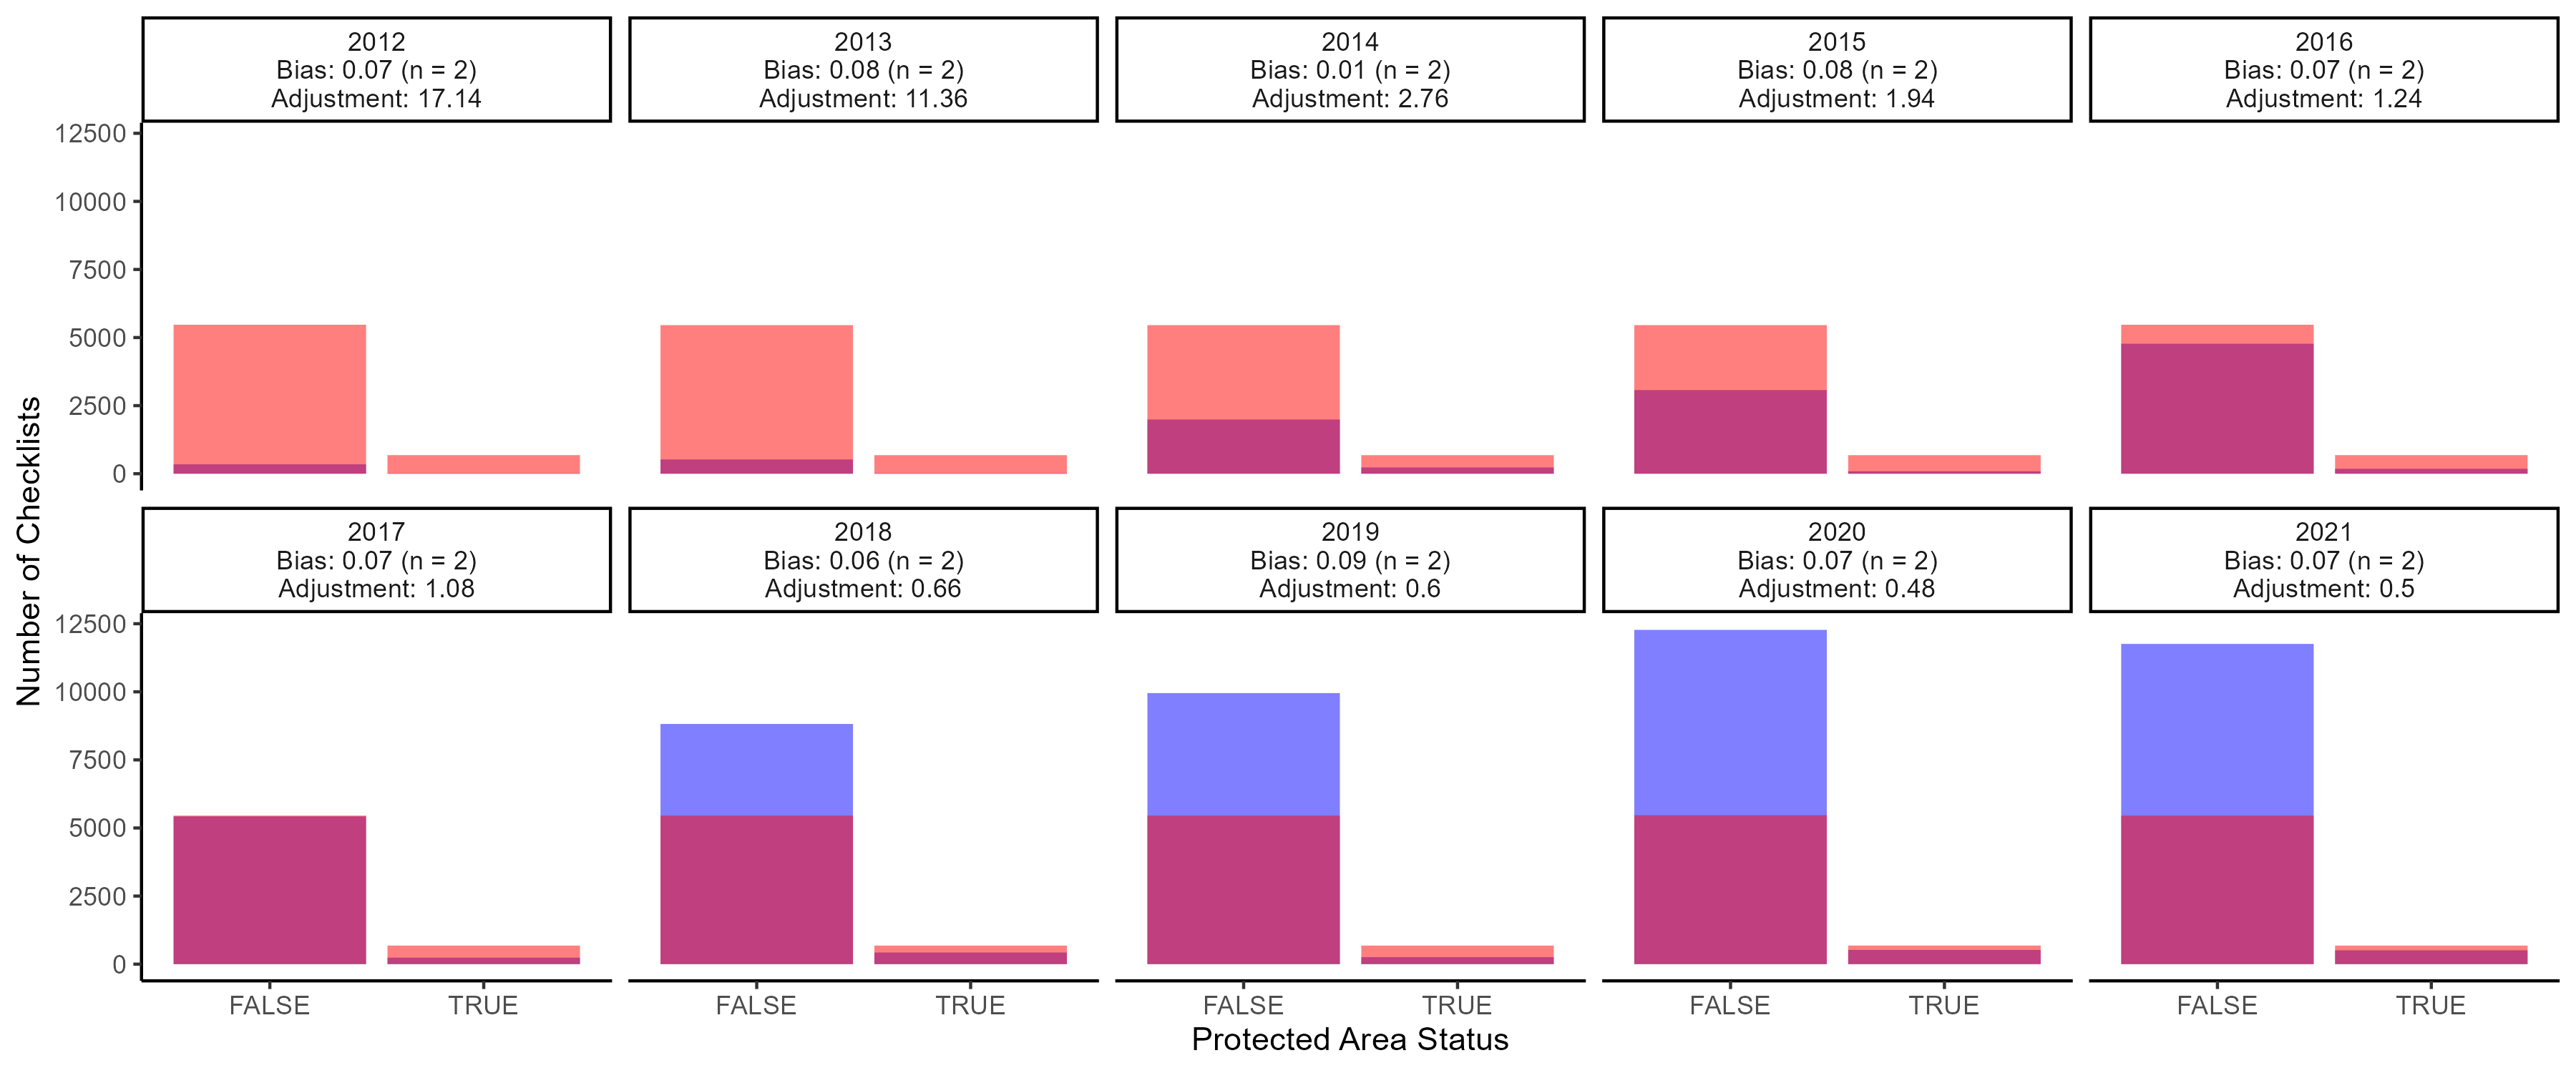 2012
Bias: 0.07 (n = 2)
Adjustment: 17.14
2013
Bias: 0.08 (n = 2)
Adjustment: 11.36
2014
Bias: 0.01 (n = 2)
Adjustment: 2.76
2015
Bias: 0.08 (n = 2)
Adjustment: 1.94
2016
Bias: 0.07 (n = 2)
Adjustment: 1.24
12500
10000
7500
5000
2500
0
2017
Bias: 0.07 (n = 2)
Adjustment: 1.08
2018
Bias: 0.06 (n = 2)
Adjustment: 0.66
2019
Bias: 0.09 (n = 2)
Adjustment: 0.6
2020
Bias: 0.07 (n = 2)
Adjustment: 0.48
2021
Bias: 0.07 (n = 2)
Adjustment: 0.5
12500
10000
7500
5000
2500
0
Number of Checklists
FALSE TRUE
FALSE TRUE
FALSE TRUE
FALSE TRUE
FALSE TRUE
Protected Area Status